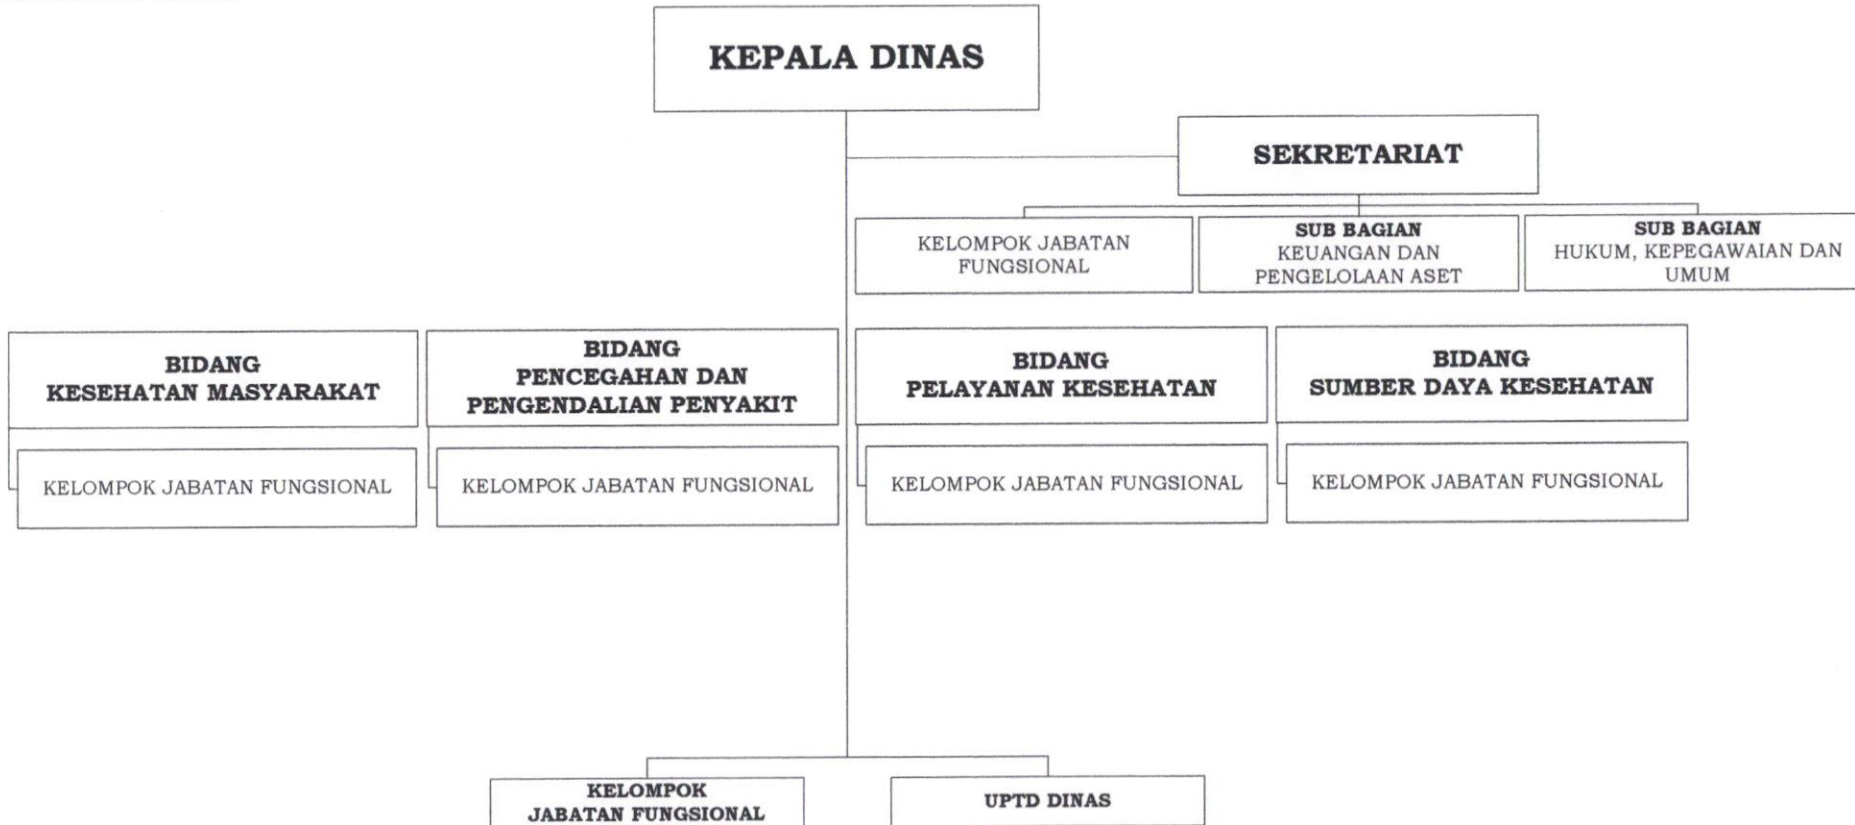 KEPALA DINAS
SEKRETARIAT
KELOMPOK JABATAN
FUNGSIONAL
SUB BAGIAN
KEUANGAN DAN
PENGELOLAAN ASET
SUB BAGIAN
HUKUM, KEPEGAWAIAN DAN
UMUM
BIDANG
KESEHATAN MASYARAKAT
BIDANG
PENCEGAHAN DAN
PENGENDALIAN PENYAKIT
BIDANG
PELAYANAN KESEHATAN
BIDANG
SUMBER DAYA KESEHATAN
KELOMPOK JABATAN FUNGSIONAL
KELOMPOK JABATAN FUNGSIONAL
KELOMPOK JABATAN FUNGSIONAL
KELOMPOK JABATAN FUNGSIONAL
KELOMPOK
JABATAN FUNGSIONAL
UPTD DINAS